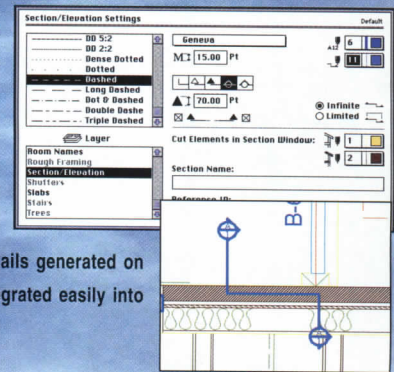 Section/Elevation Settings
Default
DD 5:2
DD 2:2
Dense Dotted
Dotted
Dashed
Long Dashed
Dot & Dashed
Double Dashe
Triple Dashed
Layer
Room Names
Rough Framing
Section/Elevation
Shutters
Slabs
Stairs
Trees
Geneva
M 15.00 Pt
70.00 Pt
6
11
Infinite
Limited
Cut Elements in Section Window:
1
2
Section Name:
Reference ID:
B-
ails generated on
grated easily into